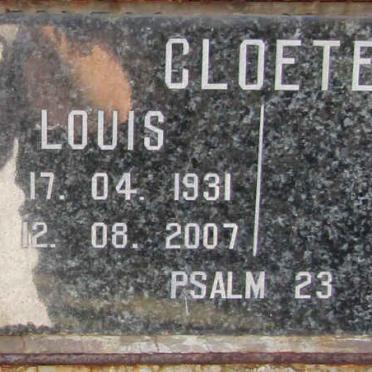 CLOETE
LOUIS
17. 04. 1931
12. 08. 2007
PSALM 23